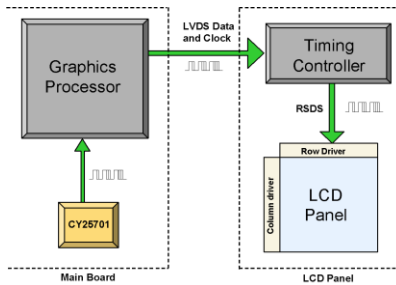 LVDS Data
and Clock
Graphics
Processor
Timing
Controller
RSDS
Row Driver
Column driver
LCD
Panel
CY25701
Main Board
LCD Panel